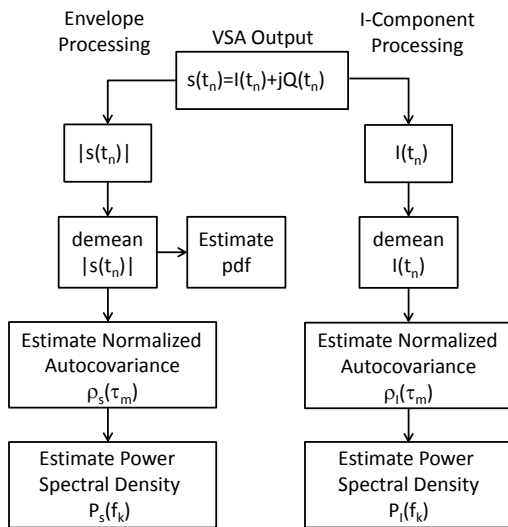 Envelope
Processing
VSA Output
I-Component
Processing
s(tₙ)=I(tₙ)+jQ(tₙ)
|s(tₙ)|
I(tₙ)
demean
|s(tₙ)|
Estimate
pdf
demean
I(tₙ)
Estimate Normalized
Autocovariance
ρₛ(τₘ)
Estimate Normalized
Autocovariance
ρ_I(τₘ)
Estimate Power
Spectral Density
Pₛ(fₖ)
Estimate Power
Spectral Density
P_I(fₖ)